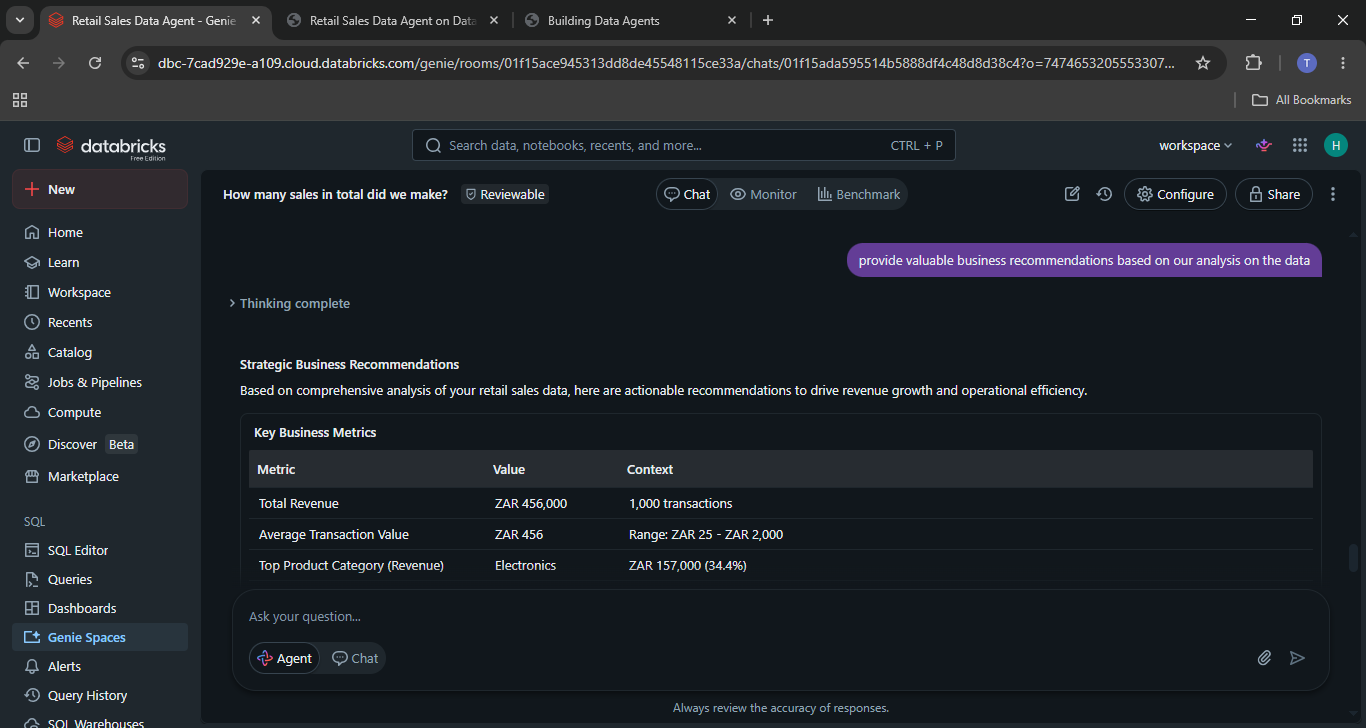 Retail Sales Data Agent - Genie
Retail Sales Data Agent on Data
Building Data Agents
dbc-7cad929e-a109.cloud.databricks.com/genie/rooms/01f15ace945313dd8de45548115ce33a/chats/01f15ada595514b5888df4c48d8d38c4?o=7474653205553307...
T
All Bookmarks
databricks
Free Edition
Search data, notebooks, recents, and more...
CTRL + P
workspace
H
New
Home
Learn
Workspace
Recents
Catalog
Jobs & Pipelines
Compute
Discover Beta
Marketplace
SQL
SQL Editor
Queries
Dashboards
Genie Spaces
Alerts
Query History
SQL Warehouses
How many sales in total did we make? Reviewable
Chat Monitor Benchmark
Configure Share
provide valuable business recommendations based on our analysis on the data
Thinking complete
Strategic Business Recommendations
Based on comprehensive analysis of your retail sales data, here are actionable recommendations to drive revenue growth and operational efficiency.
Key Business Metrics
Metric Value Context
Total Revenue ZAR 456,000 1,000 transactions
Average Transaction Value ZAR 456 Range: ZAR 25 - ZAR 2,000
Top Product Category (Revenue) Electronics ZAR 157,000 (34.4%)
Ask your question...
Agent Chat
Always review the accuracy of responses.